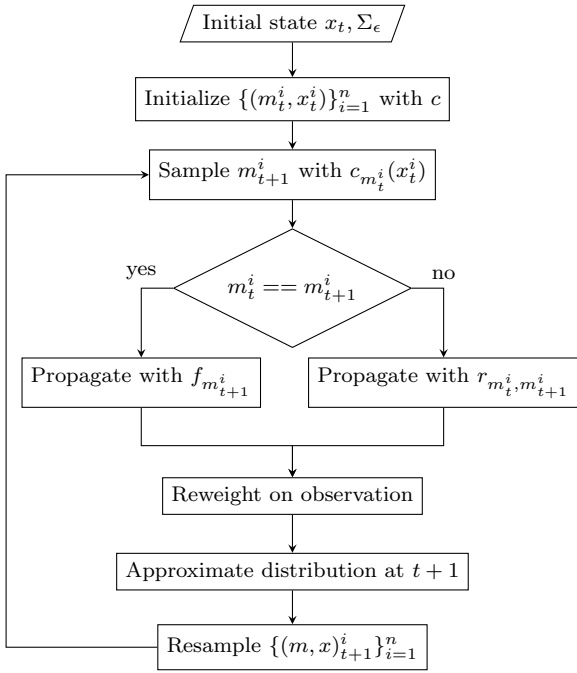 Initial state $x_t, \Sigma_\epsilon$
Initialize $\{(m_t^i, x_t^i)\}_{i=1}^n$ with $c$
Sample $m_{t+1}^i$ with $c_{m_t^i}(x_t^i)$
$m_t^i == m_{t+1}^i$
yes
no
Propagate with $f_{m_{t+1}^i}$
Propagate with $r_{m_t^i, m_{t+1}^i}$
Reweight on observation
Approximate distribution at $t + 1$
Resample $\{(m, x)_{t+1}^i\}_{i=1}^n$